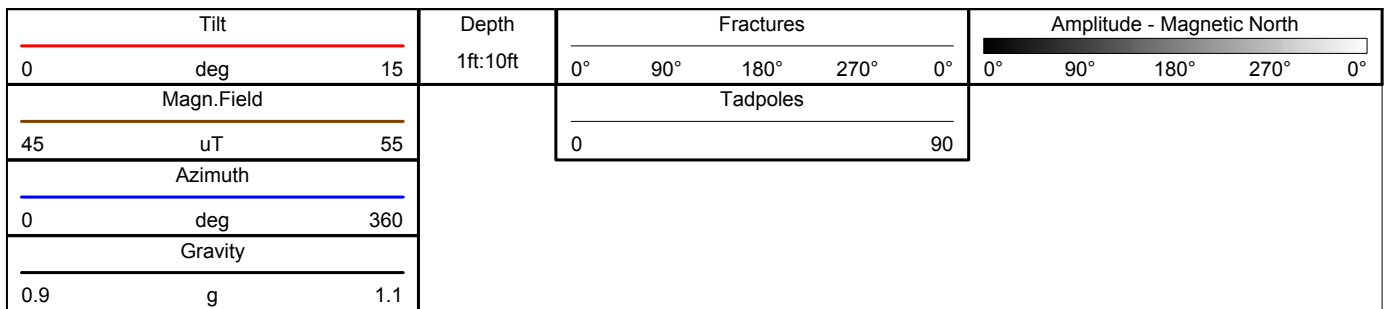 Tilt
0 deg 15
Magn.Field
45 uT 55
Azimuth
0 deg 360
Gravity
0.9 g 1.1
Depth
1ft:10ft
Fractures
0° 90° 180° 270° 0°
Tadpoles
0 90
Amplitude - Magnetic North
0° 90° 180° 270° 0°